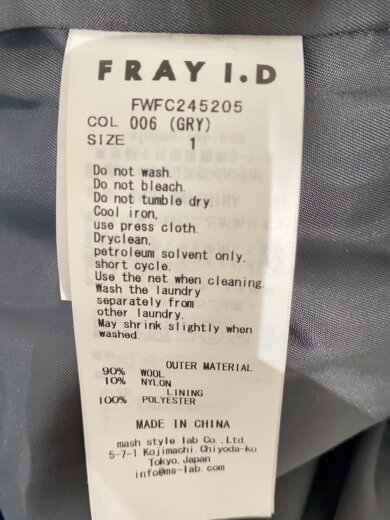 FRAY I.D
FWFC245205
COL 006 (GRY)
SIZE 1
Do not wash.
Do not bleach.
Do not tumble dry.
Cool iron,
use press cloth.
Dryclean,
petroleum solvent only,
short cycle.
Use the net when cleaning.
Wash the laundry
separately from
other laundry.
May shrink slightly when
washed.
OUTER MATERIAL
90% WOOL
10% NYLON
LINING
100% POLYESTER
MADE IN CHINA
mash style lab Co., Ltd.
5-7-1 Kojimachi, Chiyoda-ku
Tokyo, Japan
info@ms-lab.com